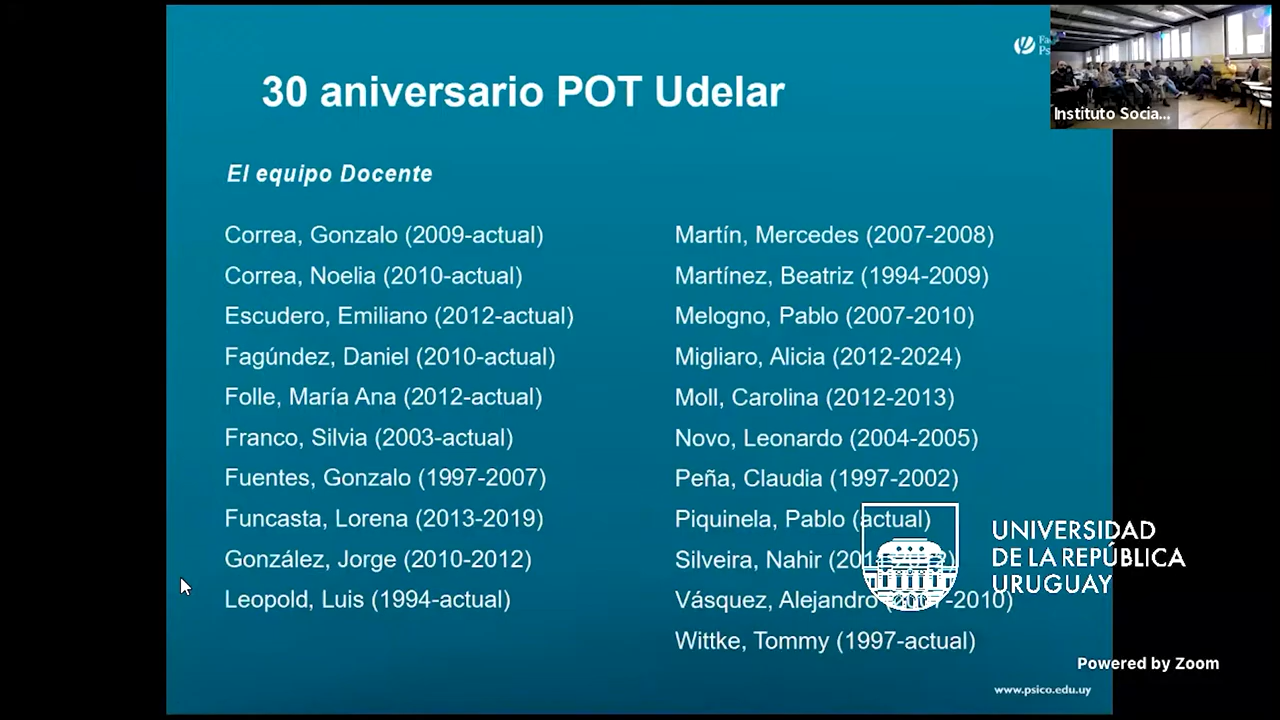 30 aniversario POT Udelar
Instituto Socia...
El equipo Docente
Correa, Gonzalo (2009-actual)
Correa, Noelia (2010-actual)
Escudero, Emiliano (2012-actual)
Fagúndez, Daniel (2010-actual)
Folle, María Ana (2012-actual)
Franco, Silvia (2003-actual)
Fuentes, Gonzalo (1997-2007)
Funcasta, Lorena (2013-2019)
González, Jorge (2010-2012)
Leopold, Luis (1994-actual)
Martín, Mercedes (2007-2008)
Martínez, Beatriz (1994-2009)
Melogno, Pablo (2007-2010)
Migliaro, Alicia (2012-2024)
Moll, Carolina (2012-2013)
Novo, Leonardo (2004-2005)
Peña, Claudia (1997-2002)
Piquinela, Pablo (actual)
Silveira, Nahir
Vásquez, Alejandro
Wittke, Tommy (1997-actual)
UNIVERSIDAD
DE LA REPÚBLICA
URUGUAY
Powered by Zoom
www.psico.edu.uy